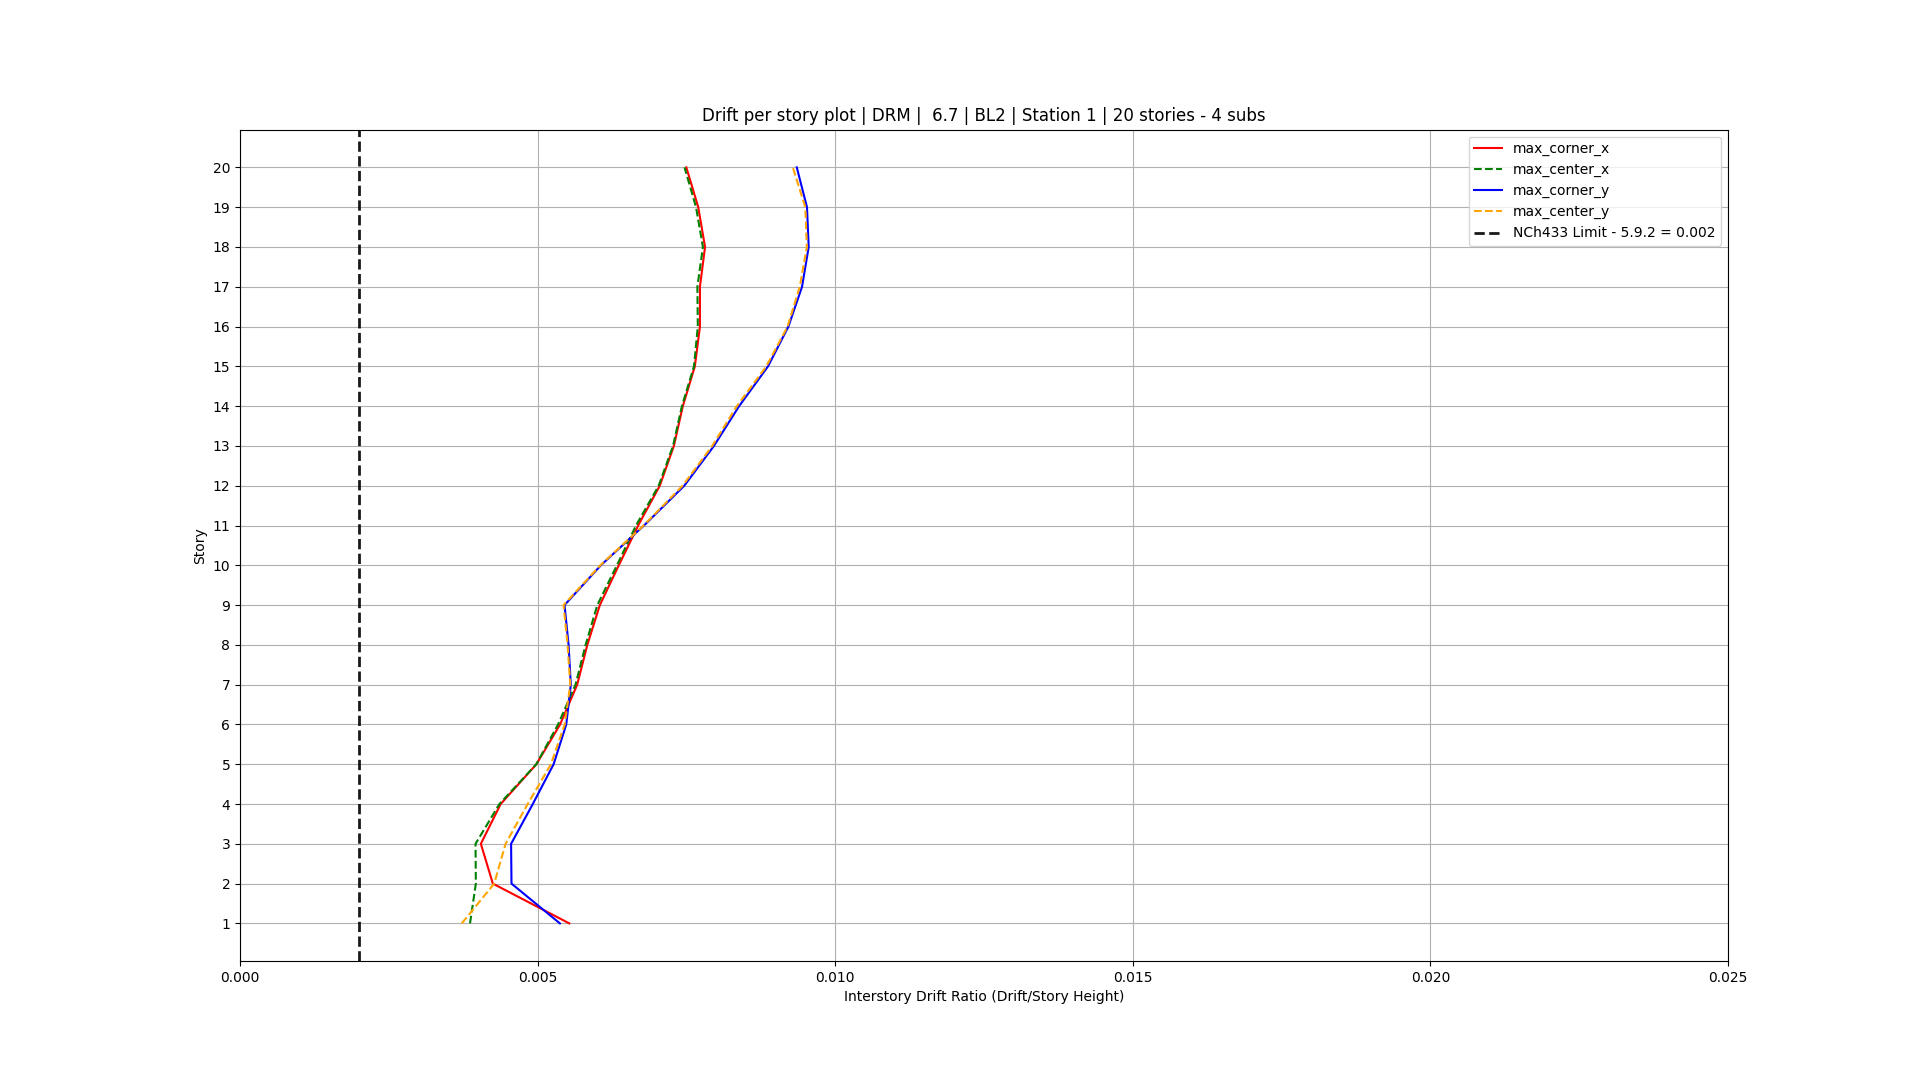 Drift per story plot | DRM |  6.7 | BL2 | Station 1 | 20 stories - 4 subs
max_corner_x
max_center_x
max_corner_y
max_center_y
NCh433 Limit - 5.9.2 = 0.002
Story
20
19
18
17
16
15
14
13
12
11
10
9
8
7
6
5
4
3
2
1
0.000 0.005 0.010 0.015 0.020 0.025
Interstory Drift Ratio (Drift/Story Height)